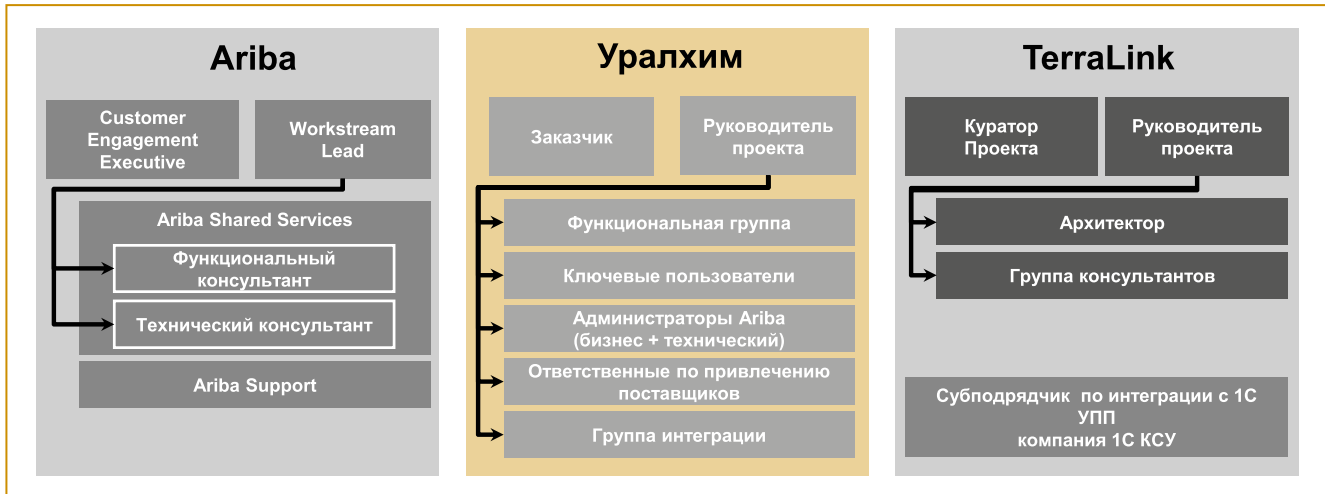 Ariba
Customer
Engagement
Executive
Workstream
Lead
Ariba Shared Services
Функциональный
консультант
Технический консультант
Ariba Support
Уралхим
Заказчик
Руководитель
проекта
Функциональная группа
Ключевые пользователи
Администраторы Ariba
(бизнес + технический)
Ответственные по привлечению
поставщиков
Группа интеграции
TerraLink
Куратор
Проекта
Руководитель
проекта
Архитектор
Группа консультантов
Субподрядчик по интеграции с 1С
УПП
компания 1С КСУ